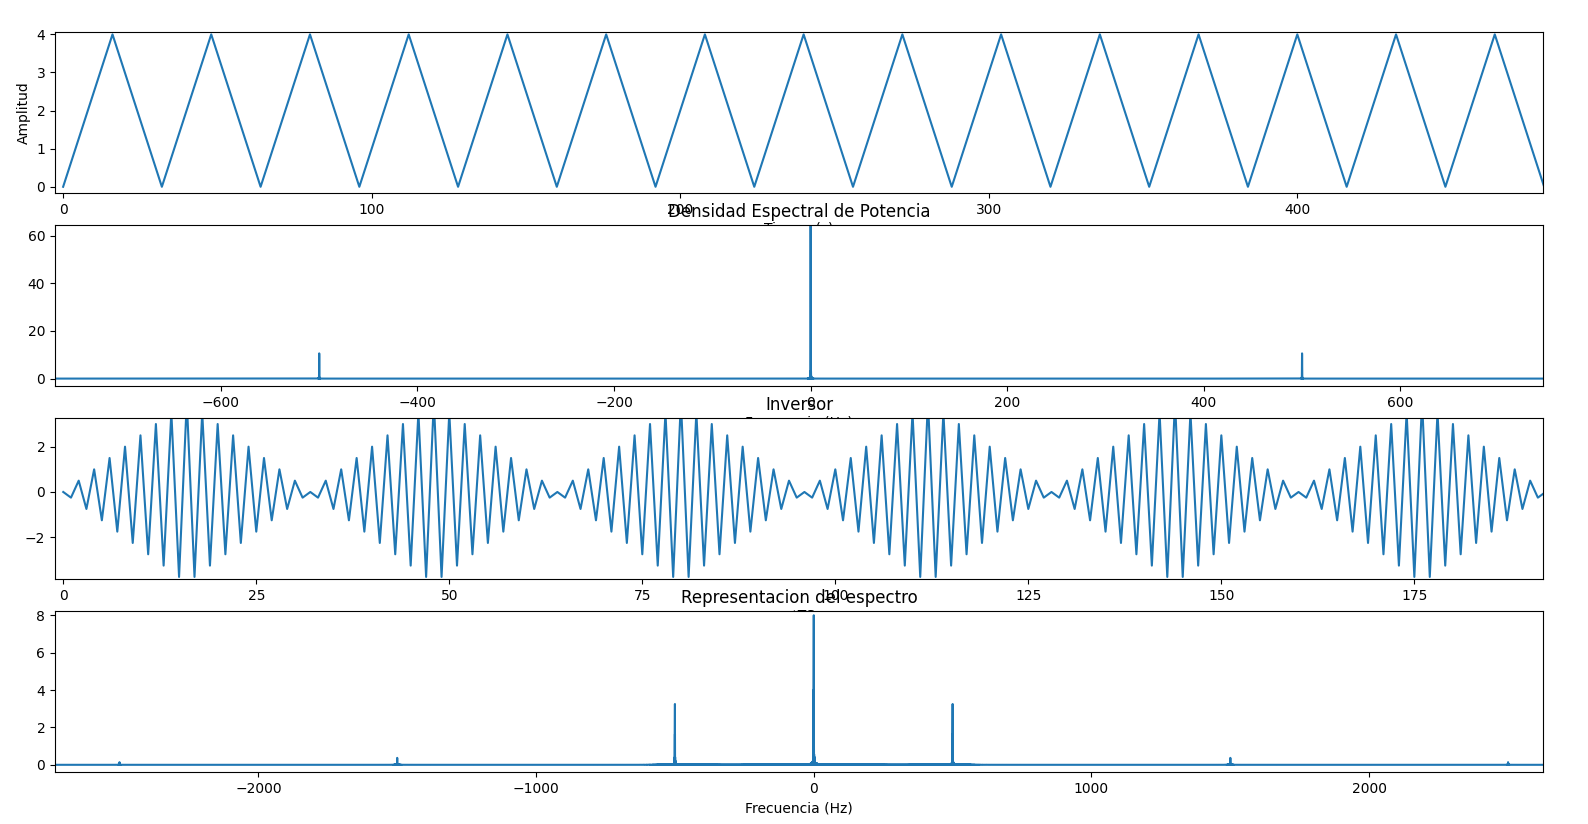 4
3
2
1
0
Amplitud
0 100 200 300 400
Densidad Espectral de Potencia
60
40
20
0
−600 −400 −200 0 200 400 600
Inversor
2
0
−2
0 25 50 75 100 125 150 175
Representacion del espectro
8
6
4
2
0
−2000 −1000 0 1000 2000
Frecuencia (Hz)